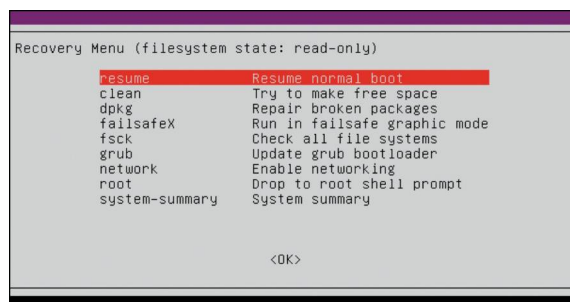 Recovery Menu (filesystem state: read-only)
resume Resume normal boot
clean Try to make free space
dpkg Repair broken packages
failsafeX Run in failsafe graphic mode
fsck Check all file systems
grub Update grub bootloader
network Enable networking
root Drop to root shell prompt
system-summary System summary
<OK>